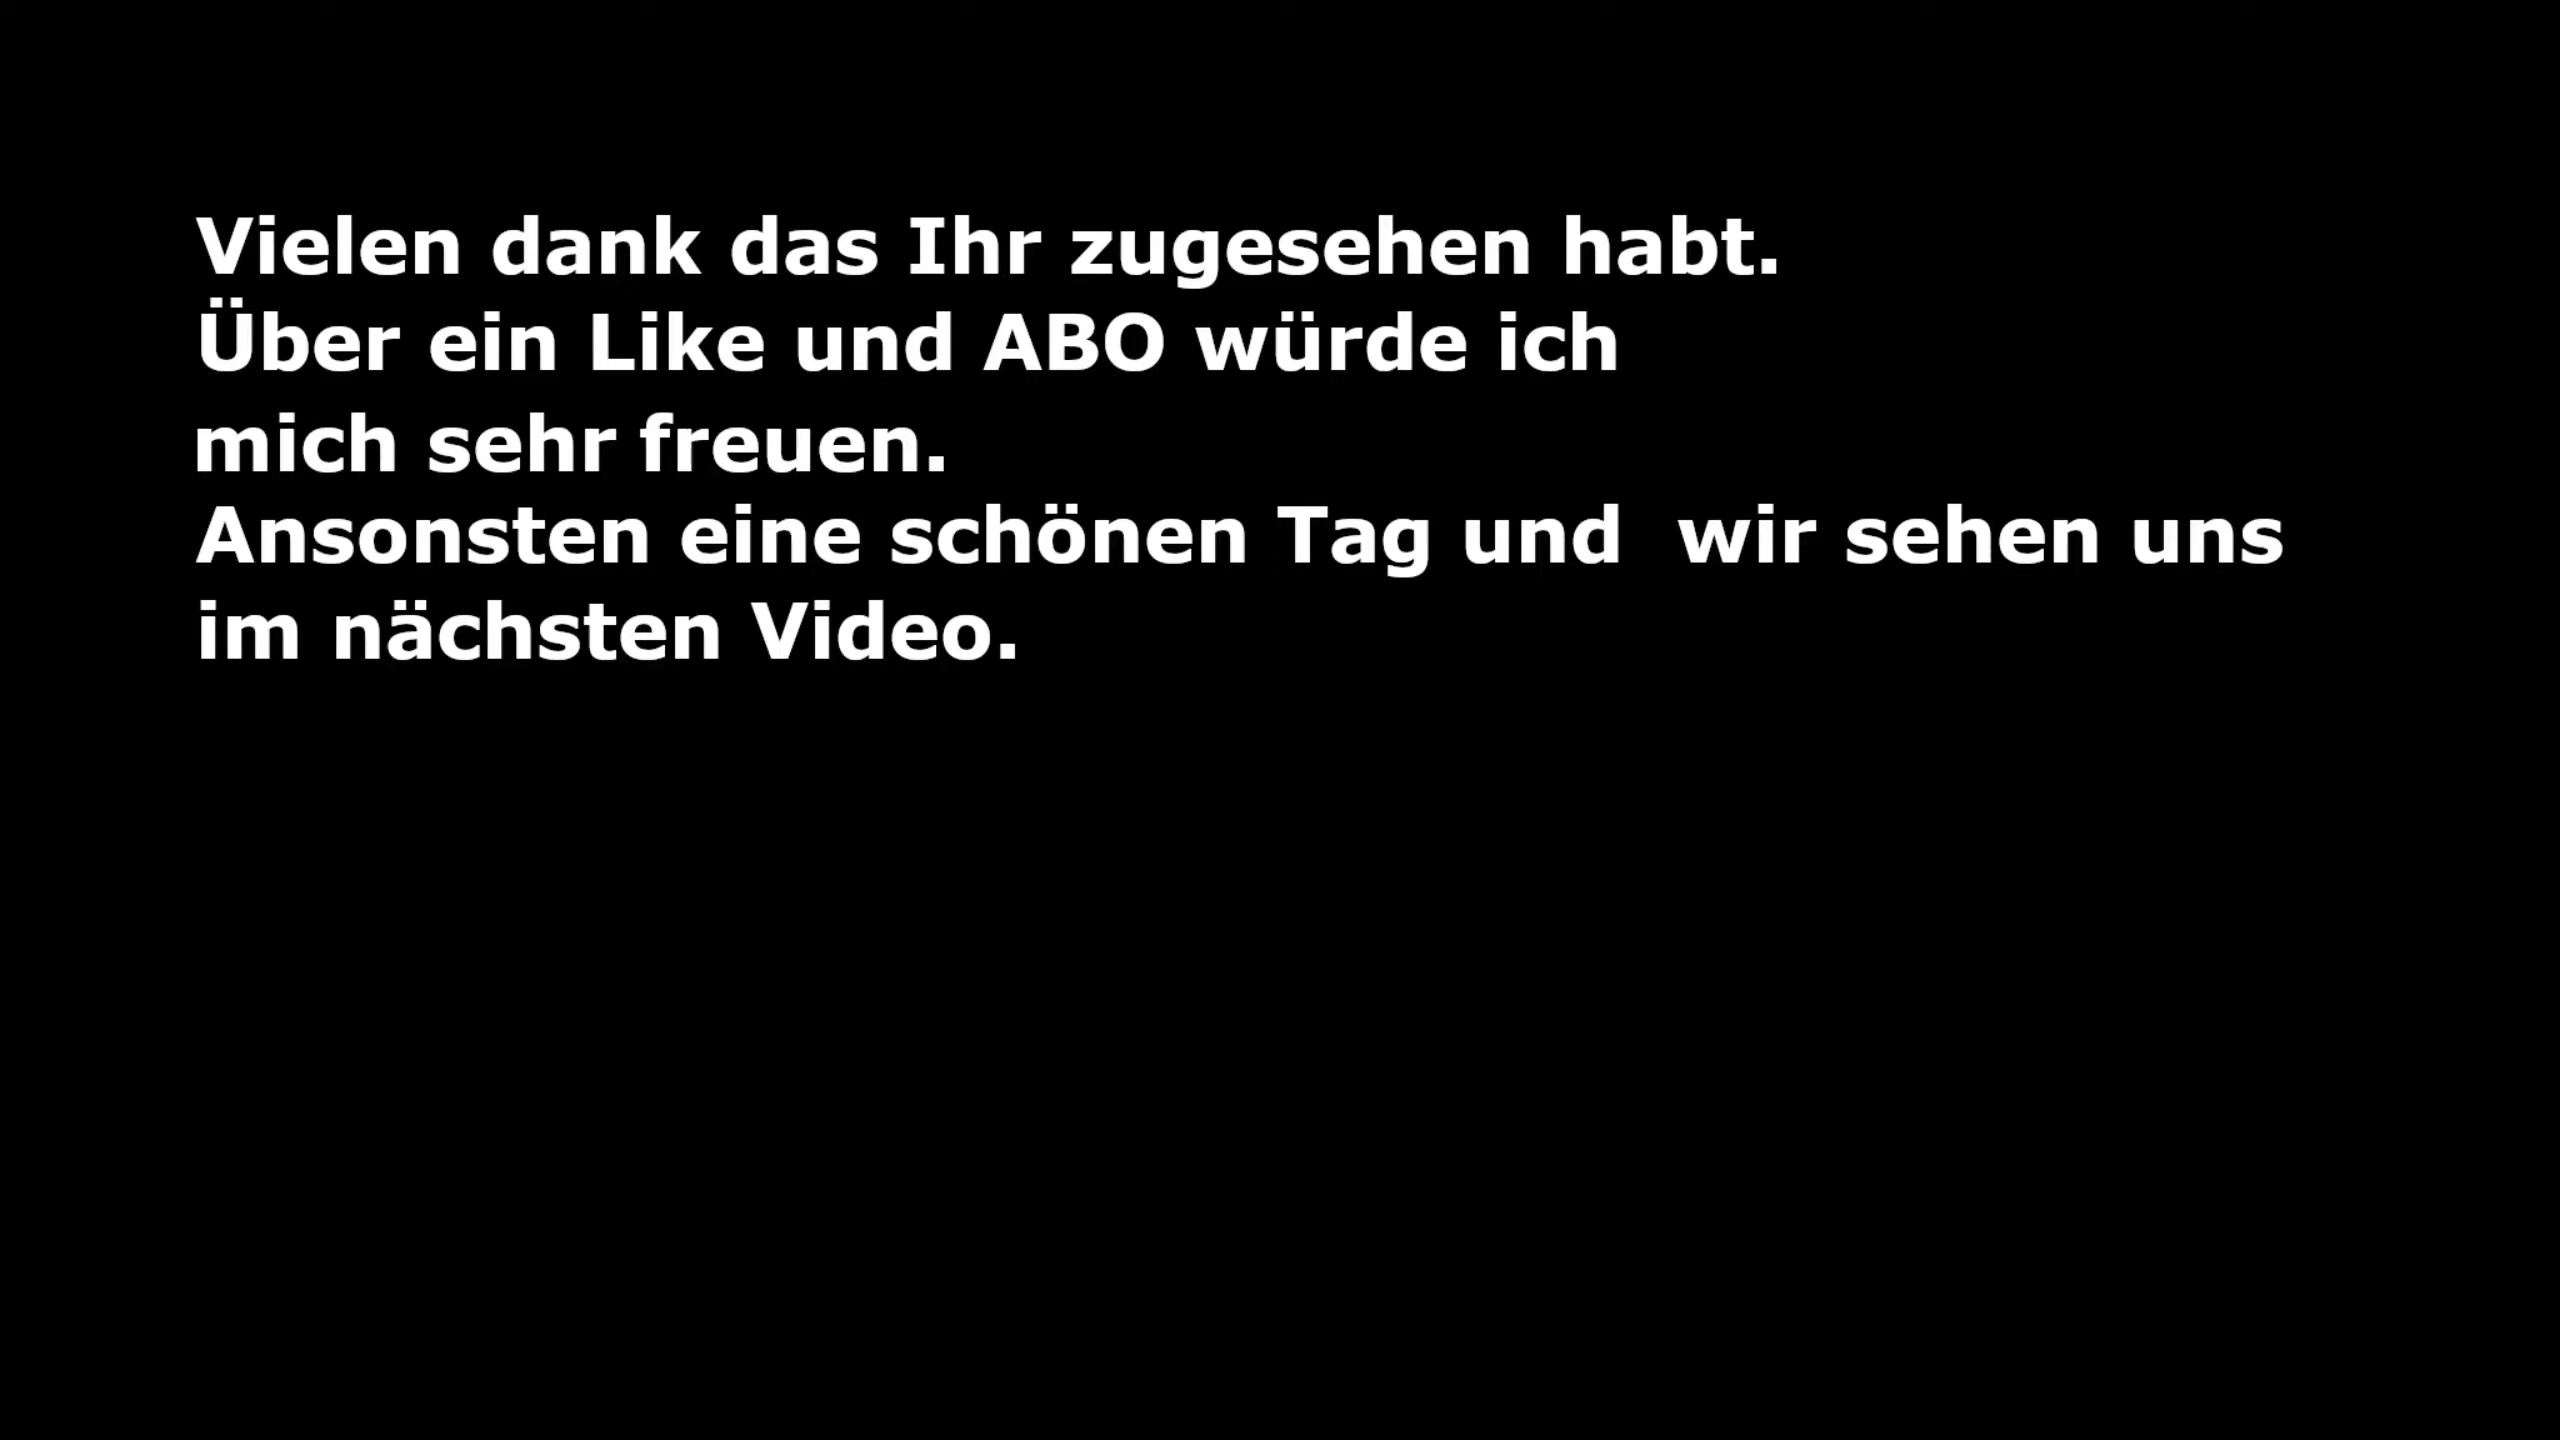 Vielen dank das Ihr zugesehen habt.
Über ein Like und ABO würde ich
mich sehr freuen.
Ansonsten eine schönen Tag und  wir sehen uns
im nächsten Video.